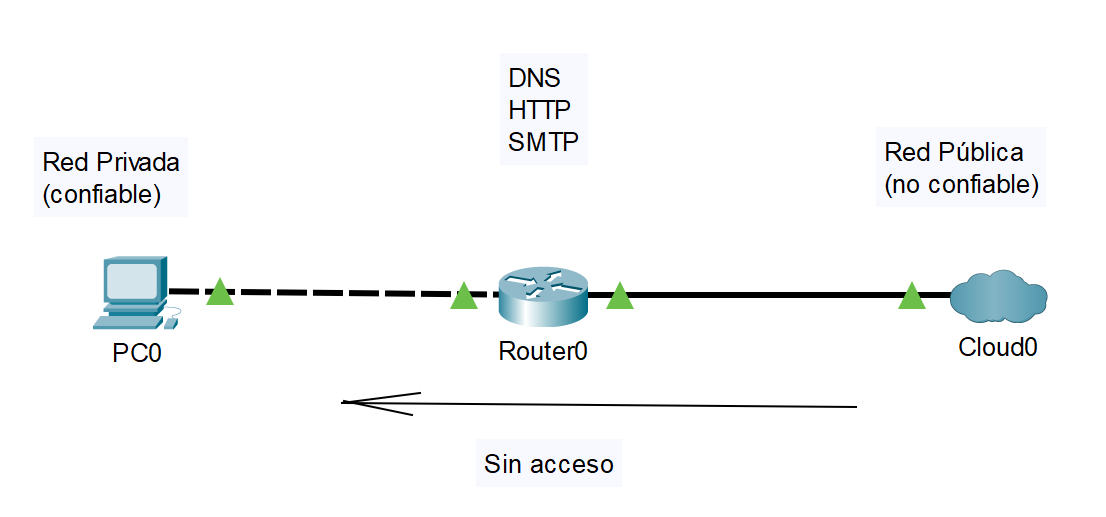 DNS
HTTP
SMTP
Red Privada
(confiable)
Red Pública
(no confiable)
PC0
Router0
Cloud0
Sin acceso